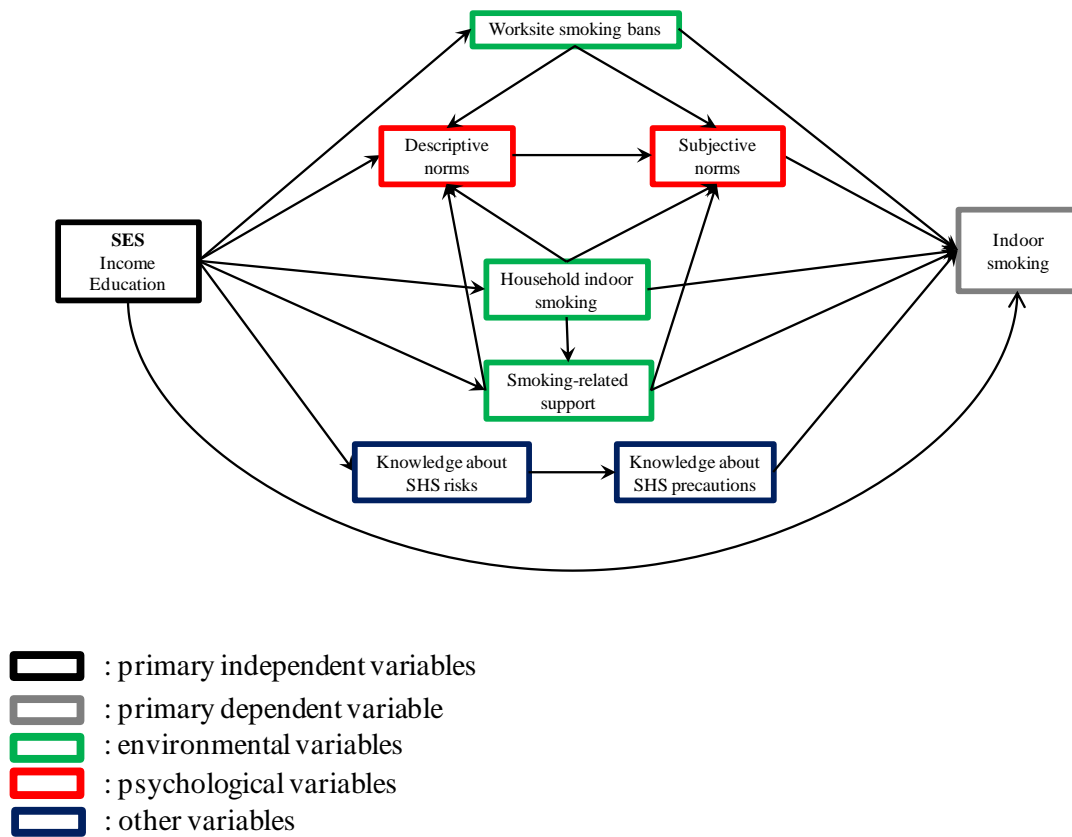 Worksite smoking bans
Descriptive
norms
Subjective
norms
SES
Income
Education
Indoor
smoking
Household indoor
smoking
Smoking-related
support
Knowledge about
SHS risks
Knowledge about
SHS precautions
: primary independent variables
: primary dependent variable
: environmental variables
: psychological variables
: other variables